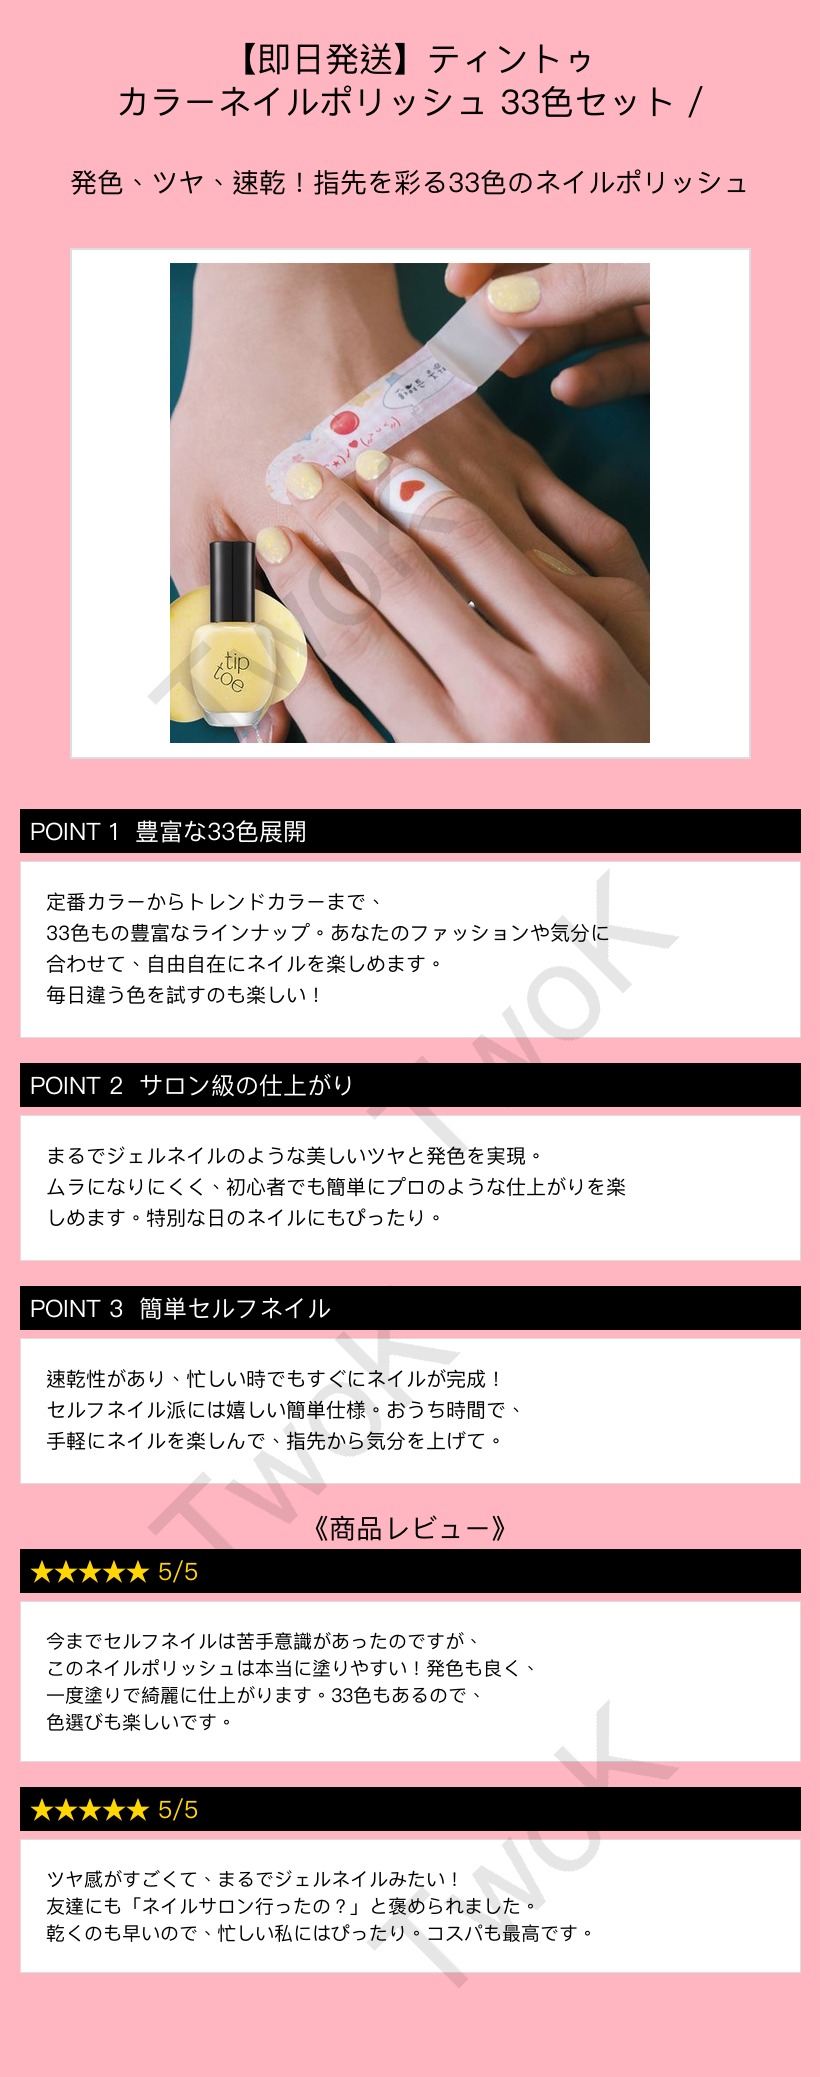 【即日発送】ティントゥ
カラーネイルポリッシュ 33色セット /
発色、ツヤ、速乾！指先を彩る33色のネイルポリッシュ
tip
toe
POINT 1 豊富な33色展開
定番カラーからトレンドカラーまで、
33色もの豊富なラインナップ。あなたのファッションや気分に
合わせて、自由自在にネイルを楽しめます。
毎日違う色を試すのも楽しい！
POINT 2 サロン級の仕上がり
まるでジェルネイルのような美しいツヤと発色を実現。
ムラになりにくく、初心者でも簡単にプロのような仕上がりを楽
しめます。特別な日のネイルにもぴったり。
POINT 3 簡単セルフネイル
速乾性があり、忙しい時でもすぐにネイルが完成！
セルフネイル派には嬉しい簡単仕様。おうち時間で、
手軽にネイルを楽しんで、指先から気分を上げて。
《商品レビュー》
★★★★★ 5/5
今までセルフネイルは苦手意識があったのですが、
このネイルポリッシュは本当に塗りやすい！発色も良く、
一度塗りで綺麗に仕上がります。33色もあるので、
色選びも楽しいです。
★★★★★ 5/5
ツヤ感がすごくて、まるでジェルネイルみたい！
友達にも「ネイルサロン行ったの？」と褒められました。
乾くのも早いので、忙しい私にはぴったり。コスパも最高です。
TwoK
TwoK
TwoK
TwoK